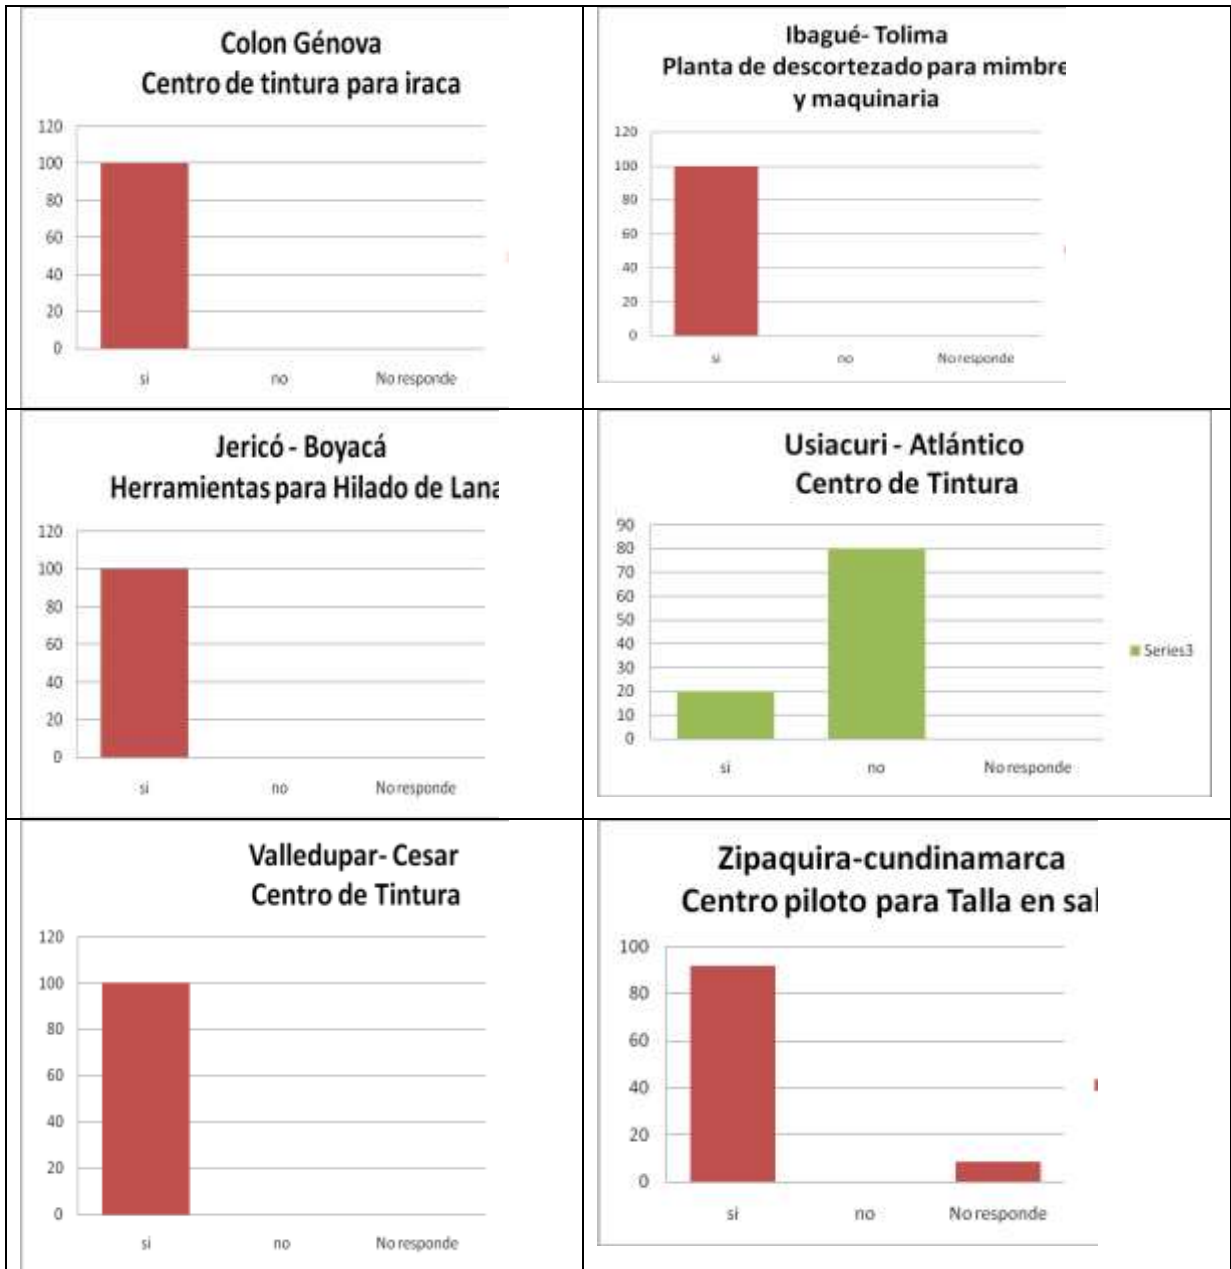 Colon Génova
Centro de tintura para iraca
120
100
80
60
40
20
0
si
no
No responde
Ibagué- Tolima
Planta de descortezado para mimbre
y maquinaria
120
100
80
60
40
20
0
si
no
No responde
Jericó - Boyacá
Herramientas para Hilado de Lana
120
100
80
60
40
20
0
si
no
No responde
Usiacuri - Atlántico
Centro de Tintura
90
80
70
60
50
40
30
20
10
0
si
no
No responde
Series3
Valledupar- Cesar
Centro de Tintura
120
100
80
60
40
20
0
si
no
No responde
Zipaquira-cundinamarca
Centro piloto para Talla en sal
100
80
60
40
20
0
si
no
No responde